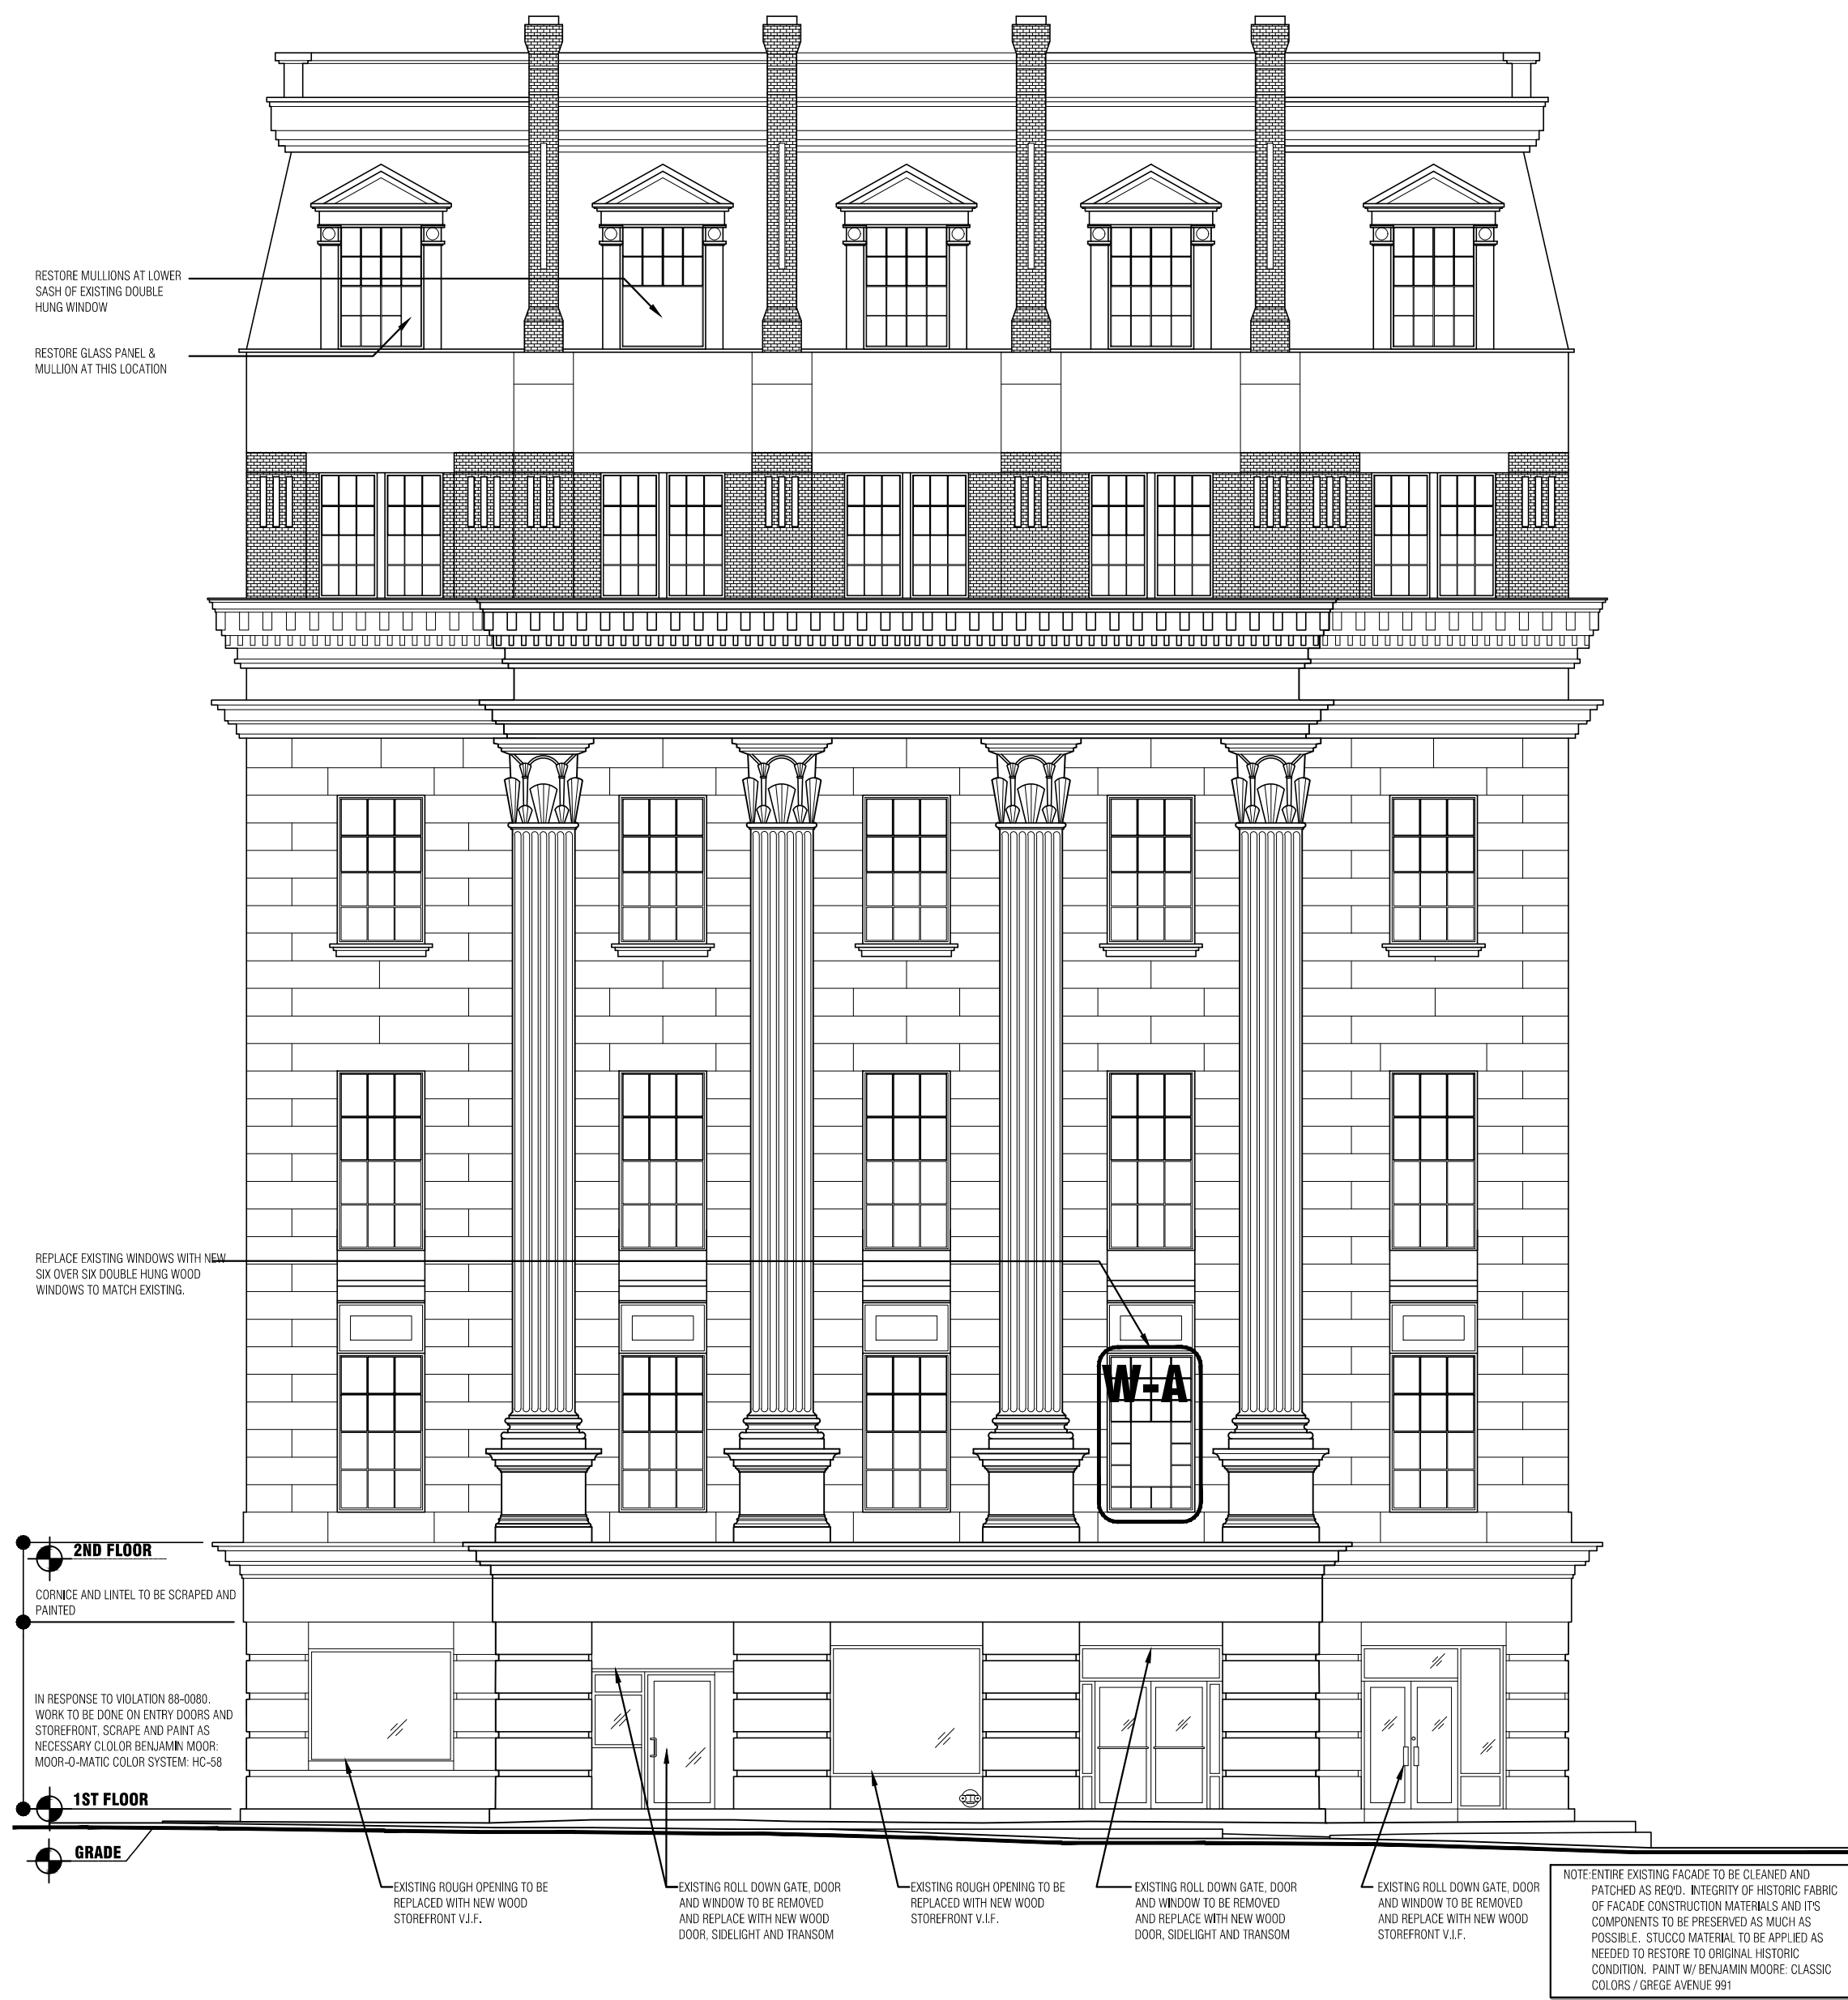 RESTORE MULLIONS AT LOWER
SASH OF EXISTING DOUBLE
HUNG WINDOW
RESTORE GLASS PANEL &
MULLION AT THIS LOCATION
REPLACE EXISTING WINDOWS WITH NEW
SIX OVER SIX DOUBLE HUNG WOOD
WINDOWS TO MATCH EXISTING.
W-A
2ND FLOOR
CORNICE AND LINTEL TO BE SCRAPED AND
PAINTED
IN RESPONSE TO VIOLATION 88-0080.
WORK TO BE DONE ON ENTRY DOORS AND
STOREFRONT, SCRAPE AND PAINT AS
NECESSARY CLOLOR BENJAMIN MOOR:
MOOR-O-MATIC COLOR SYSTEM: HC-58
1ST FLOOR
GRADE
EXISTING ROUGH OPENING TO BE
REPLACED WITH NEW WOOD
STOREFRONT V.I.F.
EXISTING ROLL DOWN GATE, DOOR
AND WINDOW TO BE REMOVED
AND REPLACE WITH NEW WOOD
DOOR, SIDELIGHT AND TRANSOM
EXISTING ROUGH OPENING TO BE
REPLACED WITH NEW WOOD
STOREFRONT V.I.F.
EXISTING ROLL DOWN GATE, DOOR
AND WINDOW TO BE REMOVED
AND REPLACE WITH NEW WOOD
DOOR, SIDELIGHT AND TRANSOM
EXISTING ROLL DOWN GATE, DOOR
AND WINDOW TO BE REMOVED
AND REPLACE WITH NEW WOOD
STOREFRONT V.I.F.
NOTE:ENTIRE EXISTING FACADE TO BE CLEANED AND
PATCHED AS REQ'D. INTEGRITY OF HISTORIC FABRIC
OF FACADE CONSTRUCTION MATERIALS AND IT'S
COMPONENTS TO BE PRESERVED AS MUCH AS
POSSIBLE. STUCCO MATERIAL TO BE APPLIED AS
NEEDED TO RESTORE TO ORIGINAL HISTORIC
CONDITION. PAINT W/ BENJAMIN MOORE: CLASSIC
COLORS / GREGE AVENUE 991